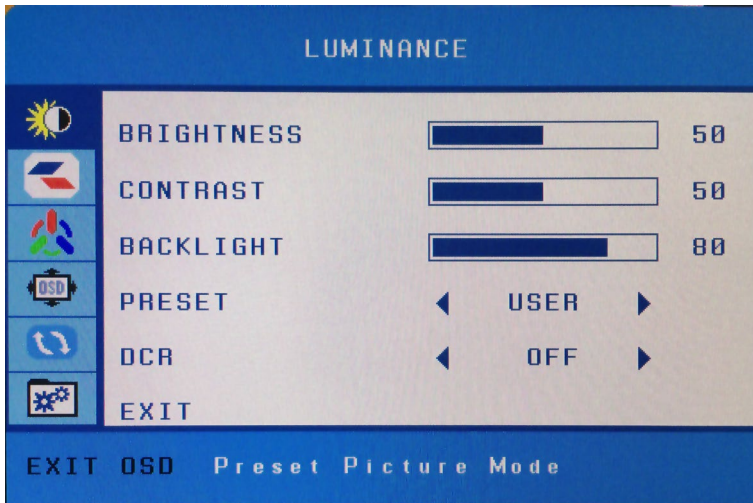 LUMINANCE
BRIGHTNESS 50
CONTRAST 50
BACKLIGHT 80
OSD
PRESET USER
DCR OFF
EXIT
EXIT OSD Preset Picture Mode